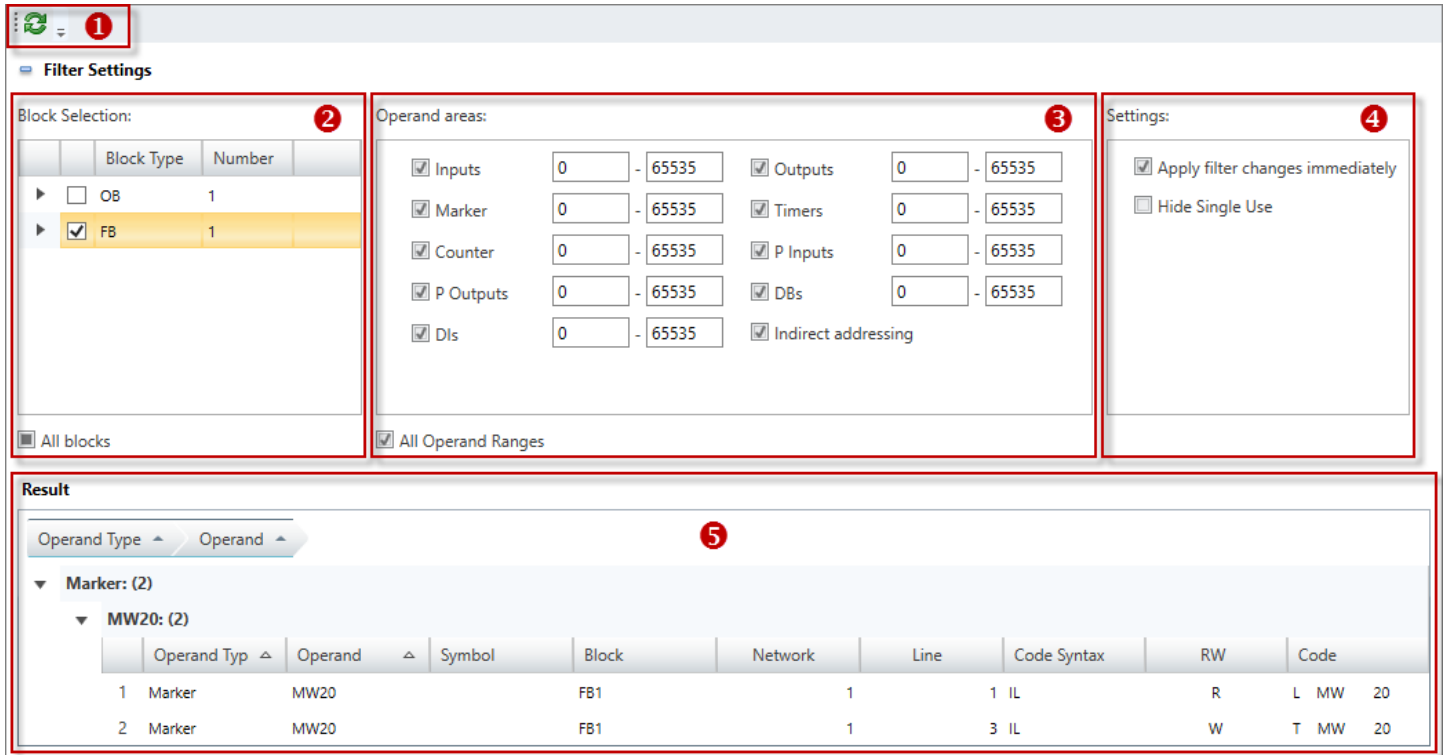 1
Filter Settings
Block Selection: 2
Block Type Number
OB 1
FB 1
All blocks
Operand areas: 3
Inputs 0 - 65535 Outputs 0 - 65535
Marker 0 - 65535 Timers 0 - 65535
Counter 0 - 65535 P Inputs 0 - 65535
P Outputs 0 - 65535 DBs 0 - 65535
DIs 0 - 65535 Indirect addressing
All Operand Ranges
Settings: 4
Apply filter changes immediately
Hide Single Use
Result
5
Operand Type Operand
Marker: (2)
MW20: (2)
Operand Typ Operand Symbol Block Network Line Code Syntax RW Code
1 Marker MW20 FB1 1 1 IL R L MW 20
2 Marker MW20 FB1 1 3 IL W T MW 20